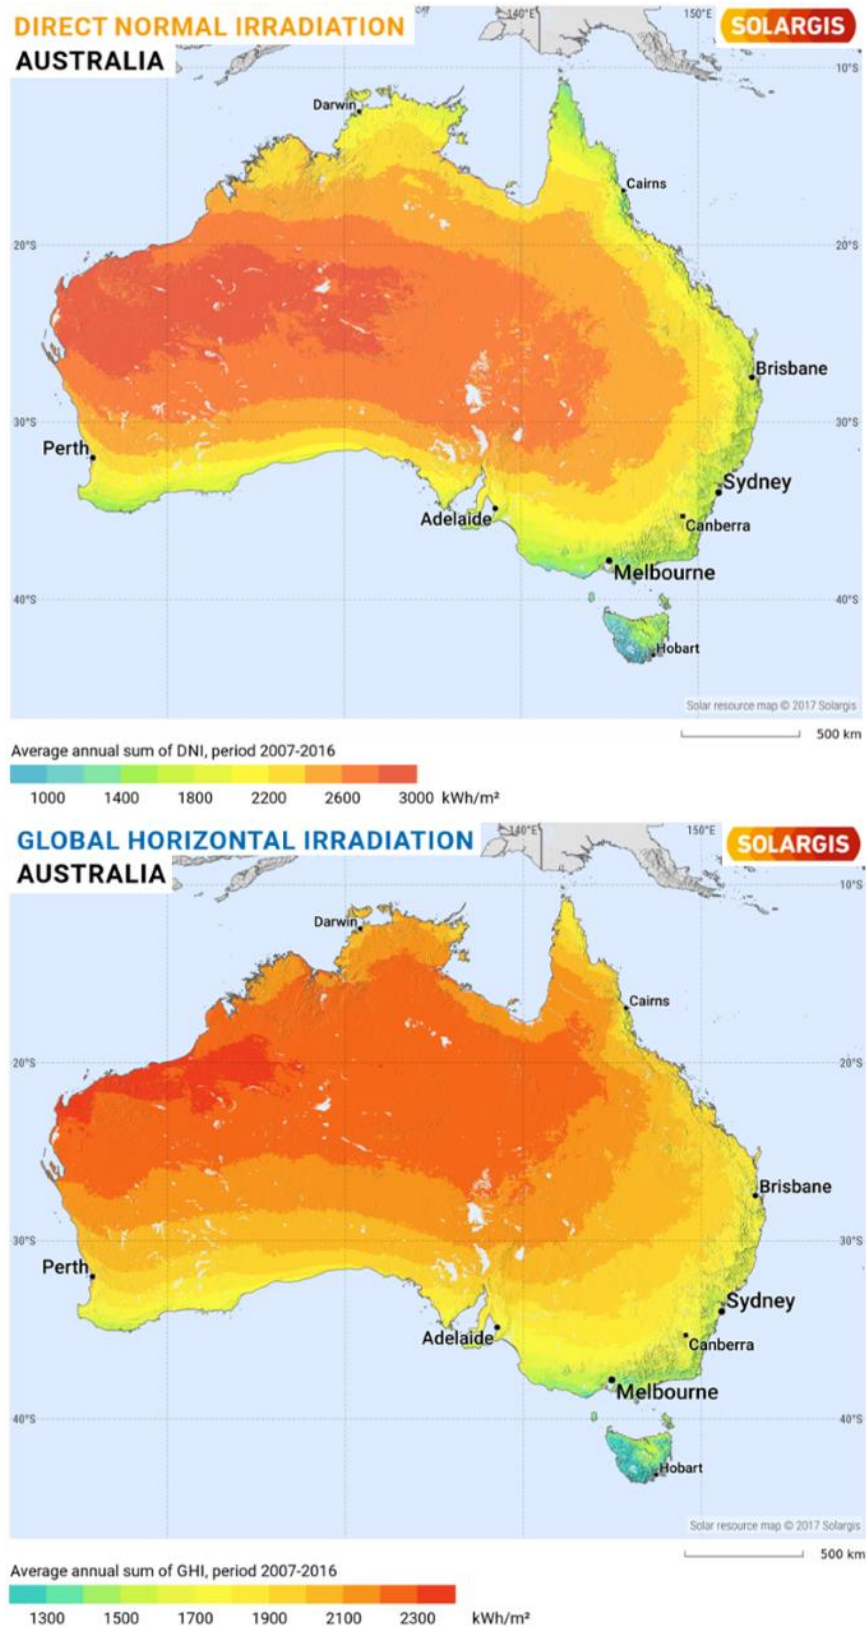 DIRECT NORMAL IRRADIATION
AUSTRALIA
140°E
150°E
SOLARGIS
10°S
Darwin
Cairns
20°S
20°S
Brisbane
30°S
30°S
Perth
Sydney
Adelaide
Canberra
Melbourne
40°S
40°S
Hobart
Solar resource map © 2017 Solargis
500 km
Average annual sum of DNI, period 2007-2016
1000 1400 1800 2200 2600 3000 kWh/m²
GLOBAL HORIZONTAL IRRADIATION
AUSTRALIA
140°E
150°E
SOLARGIS
10°S
Darwin
Cairns
20°S
20°S
Brisbane
30°S
30°S
Perth
Sydney
Adelaide
Canberra
Melbourne
40°S
40°S
Hobart
Solar resource map © 2017 Solargis
500 km
Average annual sum of GHI, period 2007-2016
1300 1500 1700 1900 2100 2300 kWh/m²